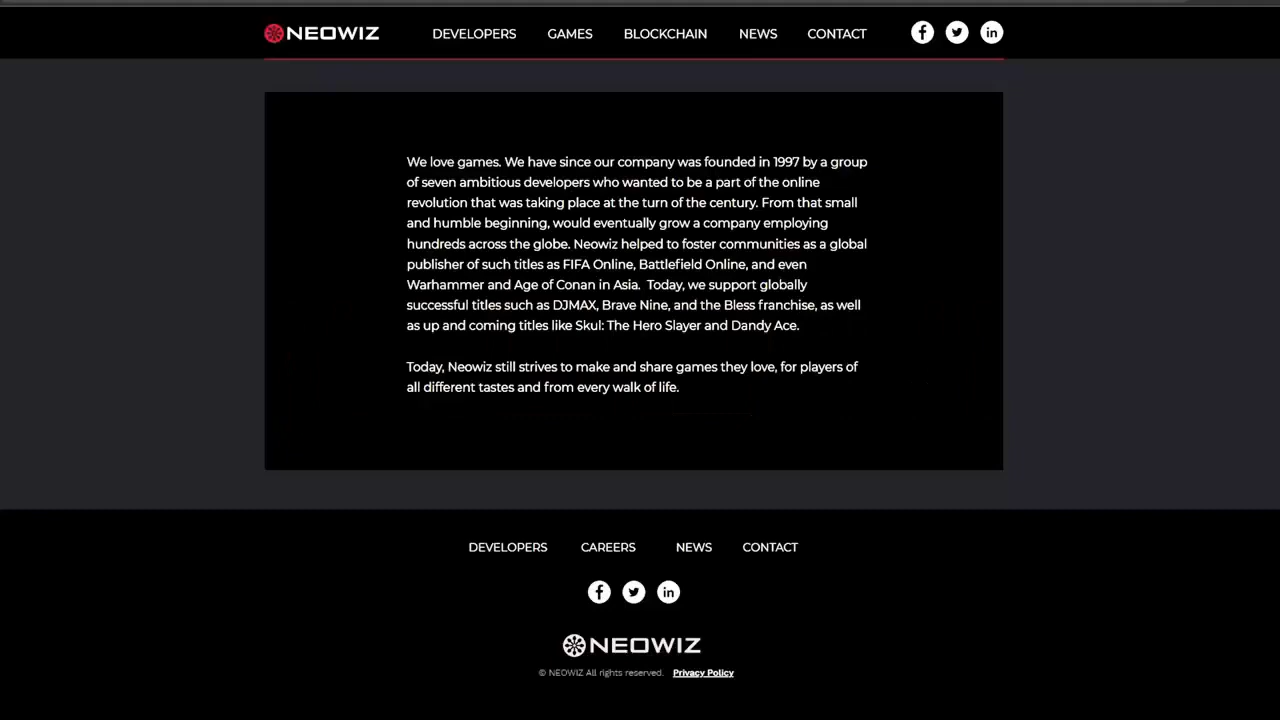 NEOWIZ DEVELOPERS GAMES BLOCKCHAIN NEWS CONTACT
We love games. We have since our company was founded in 1997 by a group
of seven ambitious developers who wanted to be a part of the online
revolution that was taking place at the turn of the century. From that small
and humble beginning, would eventually grow a company employing
hundreds across the globe. Neowiz helped to foster communities as a global
publisher of such titles as FIFA Online, Battlefield Online, and even
Warhammer and Age of Conan in Asia. Today, we support globally
successful titles such as DJMAX, Brave Nine, and the Bless franchise, as well
as up and coming titles like Skul: The Hero Slayer and Dandy Ace.
Today, Neowiz still strives to make and share games they love, for players of
all different tastes and from every walk of life.
DEVELOPERS CAREERS NEWS CONTACT
NEOWIZ
© NEOWIZ All rights reserved. Privacy Policy